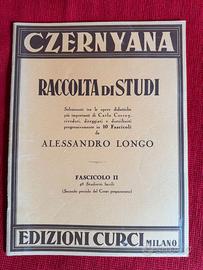 CZERNYANA
RACCOLTA DI STUDI
Selezionati tra le opere didattiche
più importanti di Carlo Czerny,
riveduti, diteggiati e distribuiti
progressivamente in 10 Fascicoli
da
ALESSANDRO LONGO
FASCICOLO II
48 Studietti facili
(Secondo periodo del Corso preparatorio)
EDIZIONI CURCI MILANO